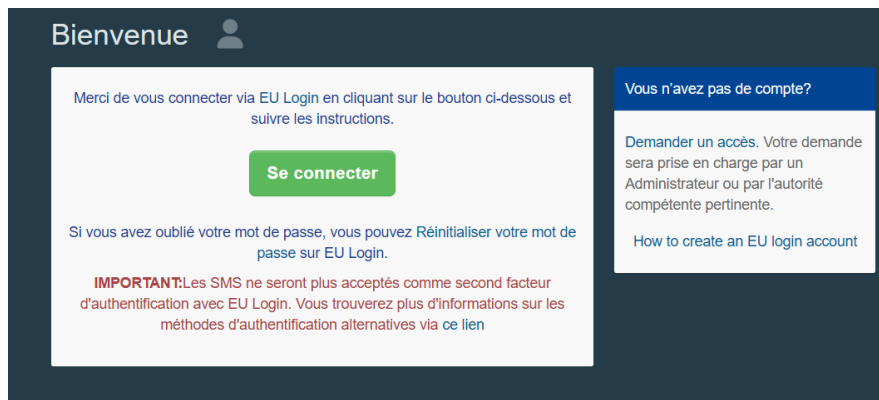 Bienvenue
Merci de vous connecter via EU Login en cliquant sur le bouton ci-dessous et
suivre les instructions.
Se connecter
Si vous avez oublié votre mot de passe, vous pouvez Réinitialiser votre mot de
passe sur EU Login.
IMPORTANT:Les SMS ne seront plus acceptés comme second facteur
d'authentification avec EU Login. Vous trouverez plus d'informations sur les
méthodes d'authentification alternatives via ce lien
Vous n'avez pas de compte?
Demander un accès. Votre demande
sera prise en charge par un
Administrateur ou par l'autorité
compétente pertinente.
How to create an EU login account